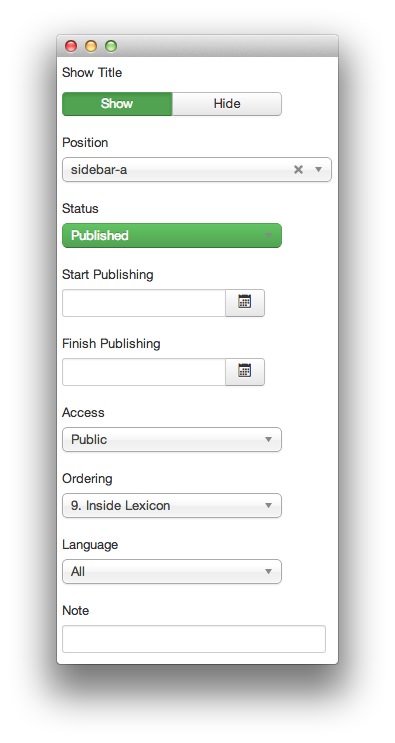 Show Title
Show Hide
Position
sidebar-a
Status
Published
Start Publishing
Finish Publishing
Access
Public
Ordering
9. Inside Lexicon
Language
All
Note